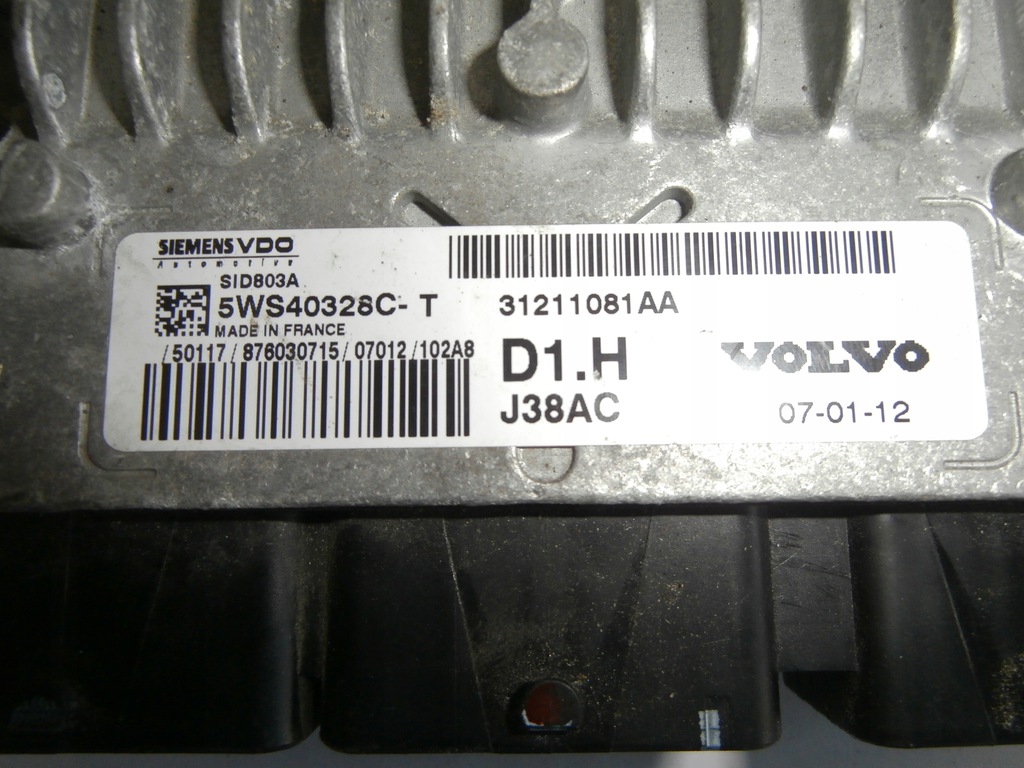 SIEMENS VDO
Automotive
SID803A
5WS40328C-T
MADE IN FRANCE
/50117/876030715/07012/102A8
31211081AA
D1.H
VOLVO
J38AC
07-01-12